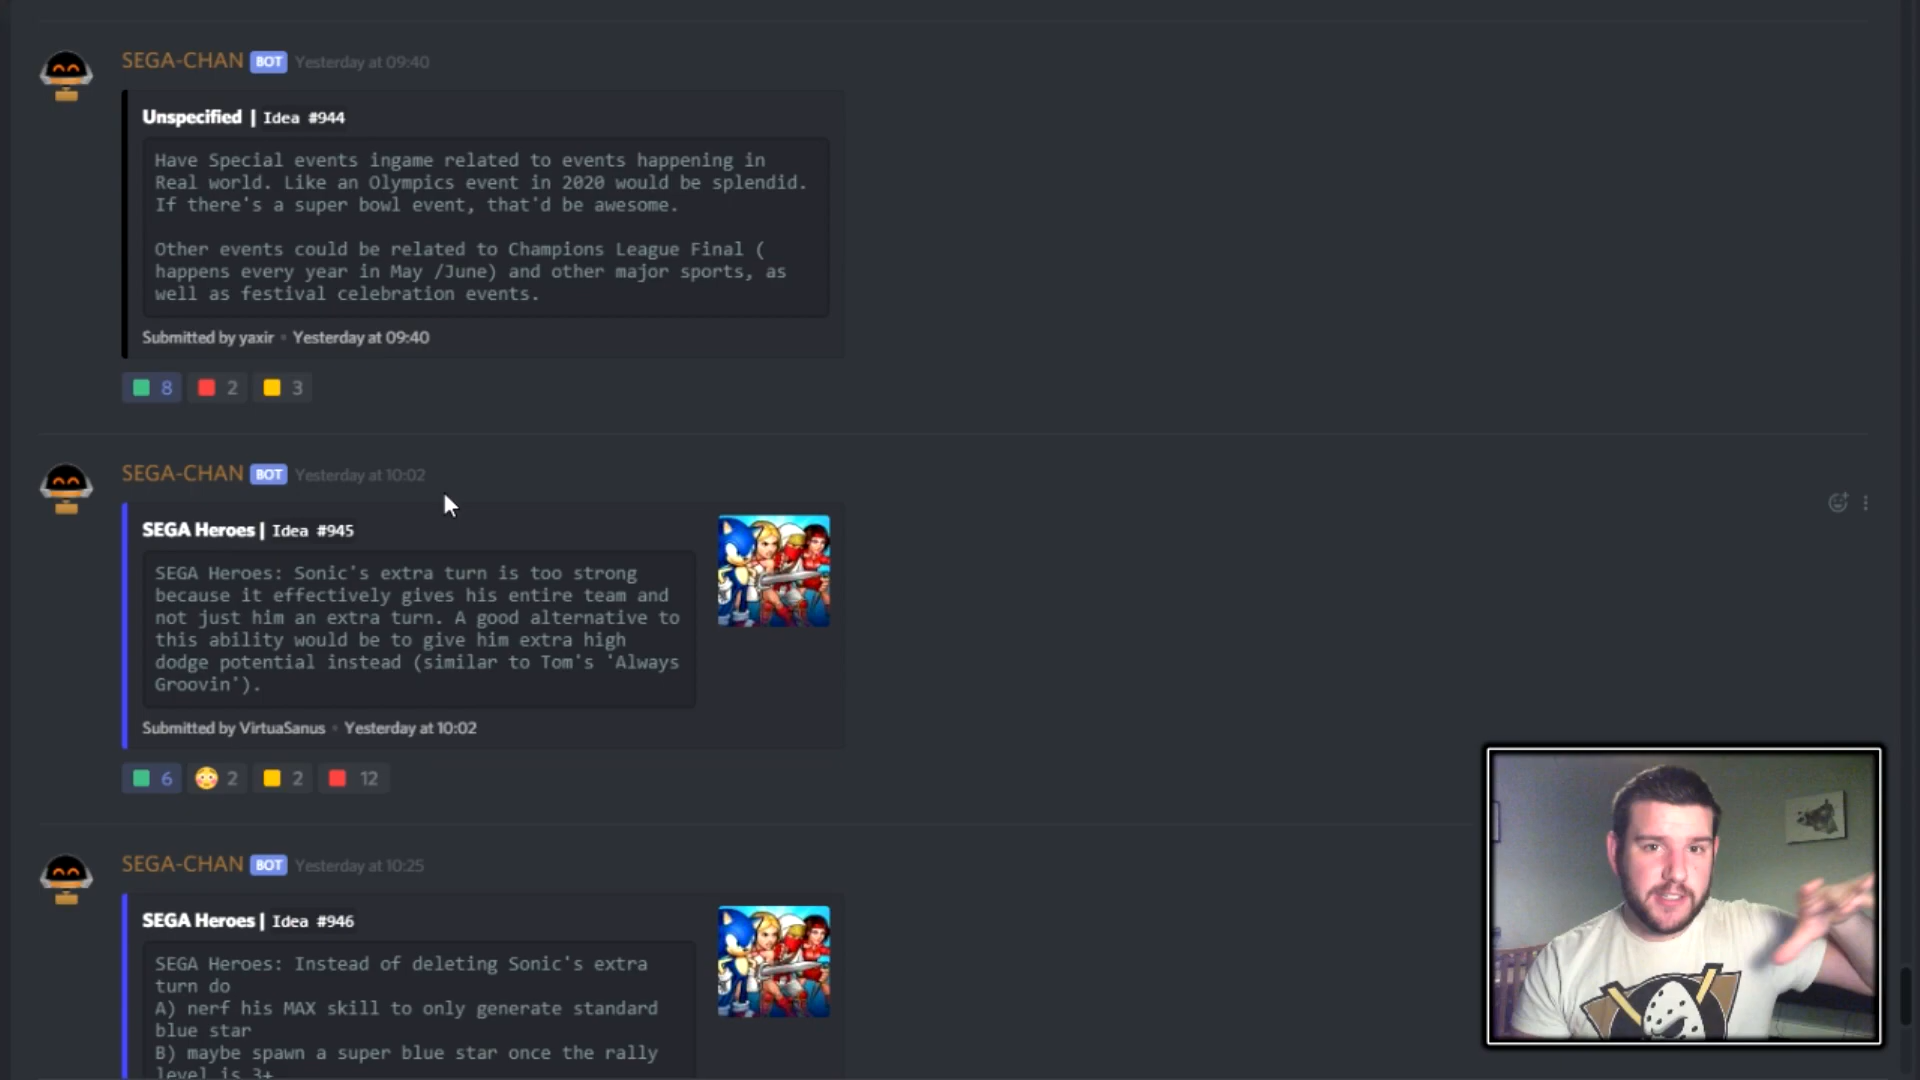 SEGA-CHAN BOT Yesterday at 09:40
Unspecified | Idea #944
Have Special events ingame related to events happening in
Real world. Like an Olympics event in 2020 would be splendid.
If there's a super bowl event, that'd be awesome.
Other events could be related to Champions League Final (
happens every year in May /June) and other major sports, as
well as festival celebration events.
Submitted by yaxir • Yesterday at 09:40
8 2 3
SEGA-CHAN BOT Yesterday at 10:02
SEGA Heroes | Idea #945
SEGA Heroes: Sonic's extra turn is too strong
because it effectively gives his entire team and
not just him an extra turn. A good alternative to
this ability would be to give him extra high
dodge potential instead (similar to Tom's 'Always
Groovin').
Submitted by VirtuaSanus • Yesterday at 10:02
6 2 2 12
SEGA-CHAN BOT Yesterday at 10:25
SEGA Heroes | Idea #946
SEGA Heroes: Instead of deleting Sonic's extra
turn do
A) nerf his MAX skill to only generate standard
blue star
B) maybe spawn a super blue star once the rally
level is 3+